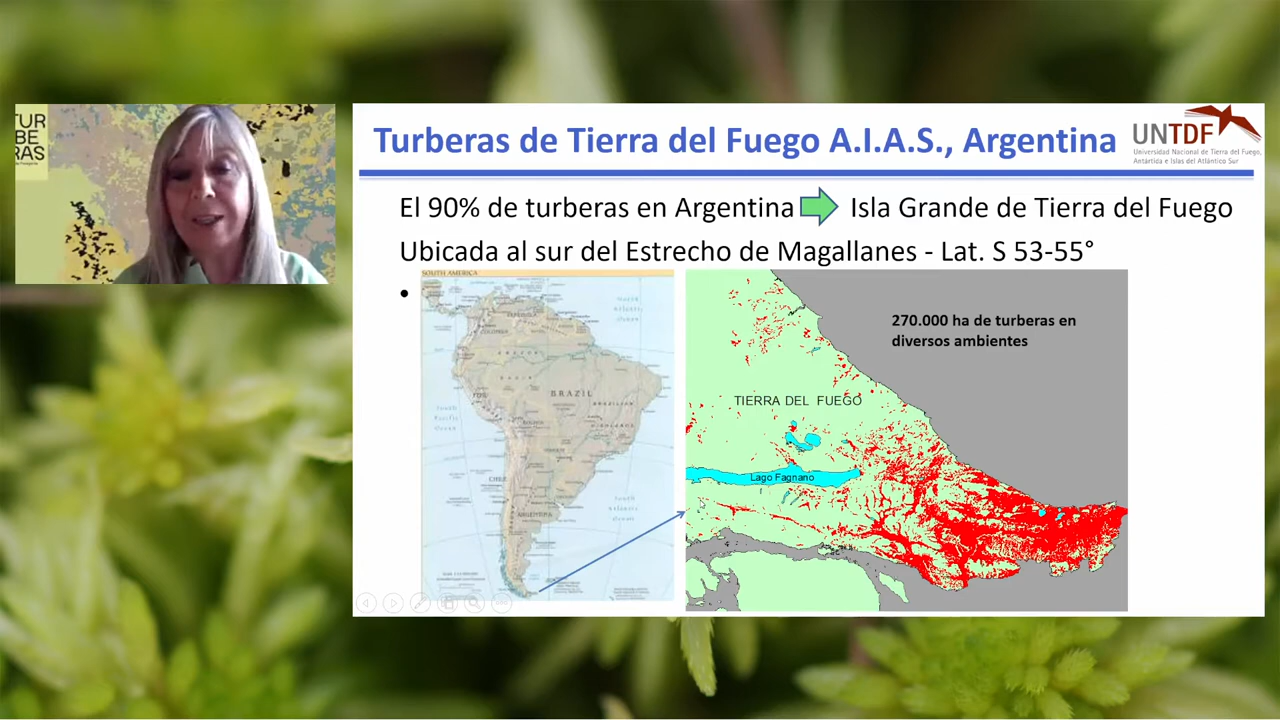 TUR
BE
RAS
Turberas de Tierra del Fuego A.I.A.S., Argentina
UNTDF
Universidad Nacional de Tierra del Fuego,
Antártida e Islas del Atlántico Sur
El 90% de turberas en Argentina Isla Grande de Tierra del Fuego
Ubicada al sur del Estrecho de Magallanes - Lat. S 53-55°
•
SOUTH AMERICA
BRAZIL
270.000 ha de turberas en
diversos ambientes
TIERRA DEL FUEGO
Lago Fagnano